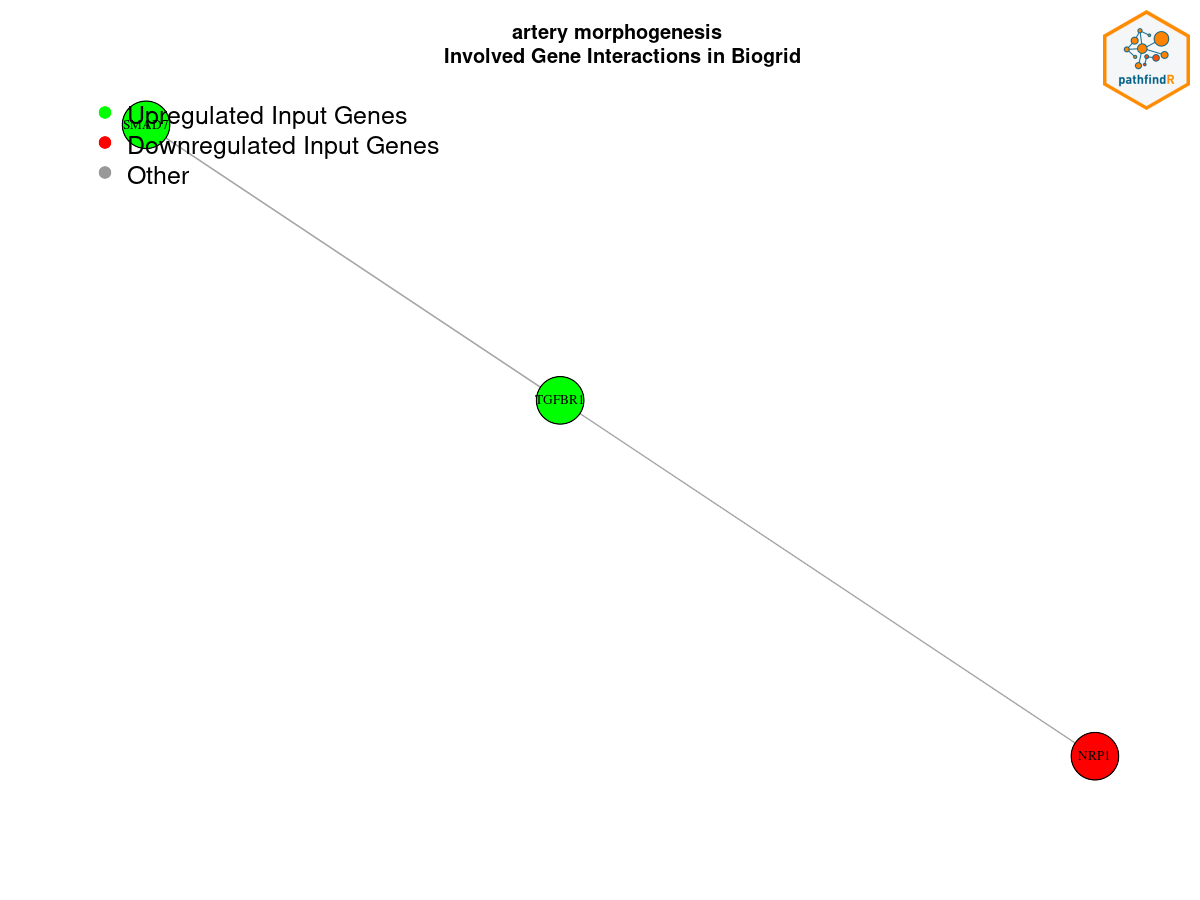 artery morphogenesis
Involved Gene Interactions in Biogrid
pathfindR
Upregulated Input Genes
SMAD7
Downregulated Input Genes
Other
TGFBR1
NRP1